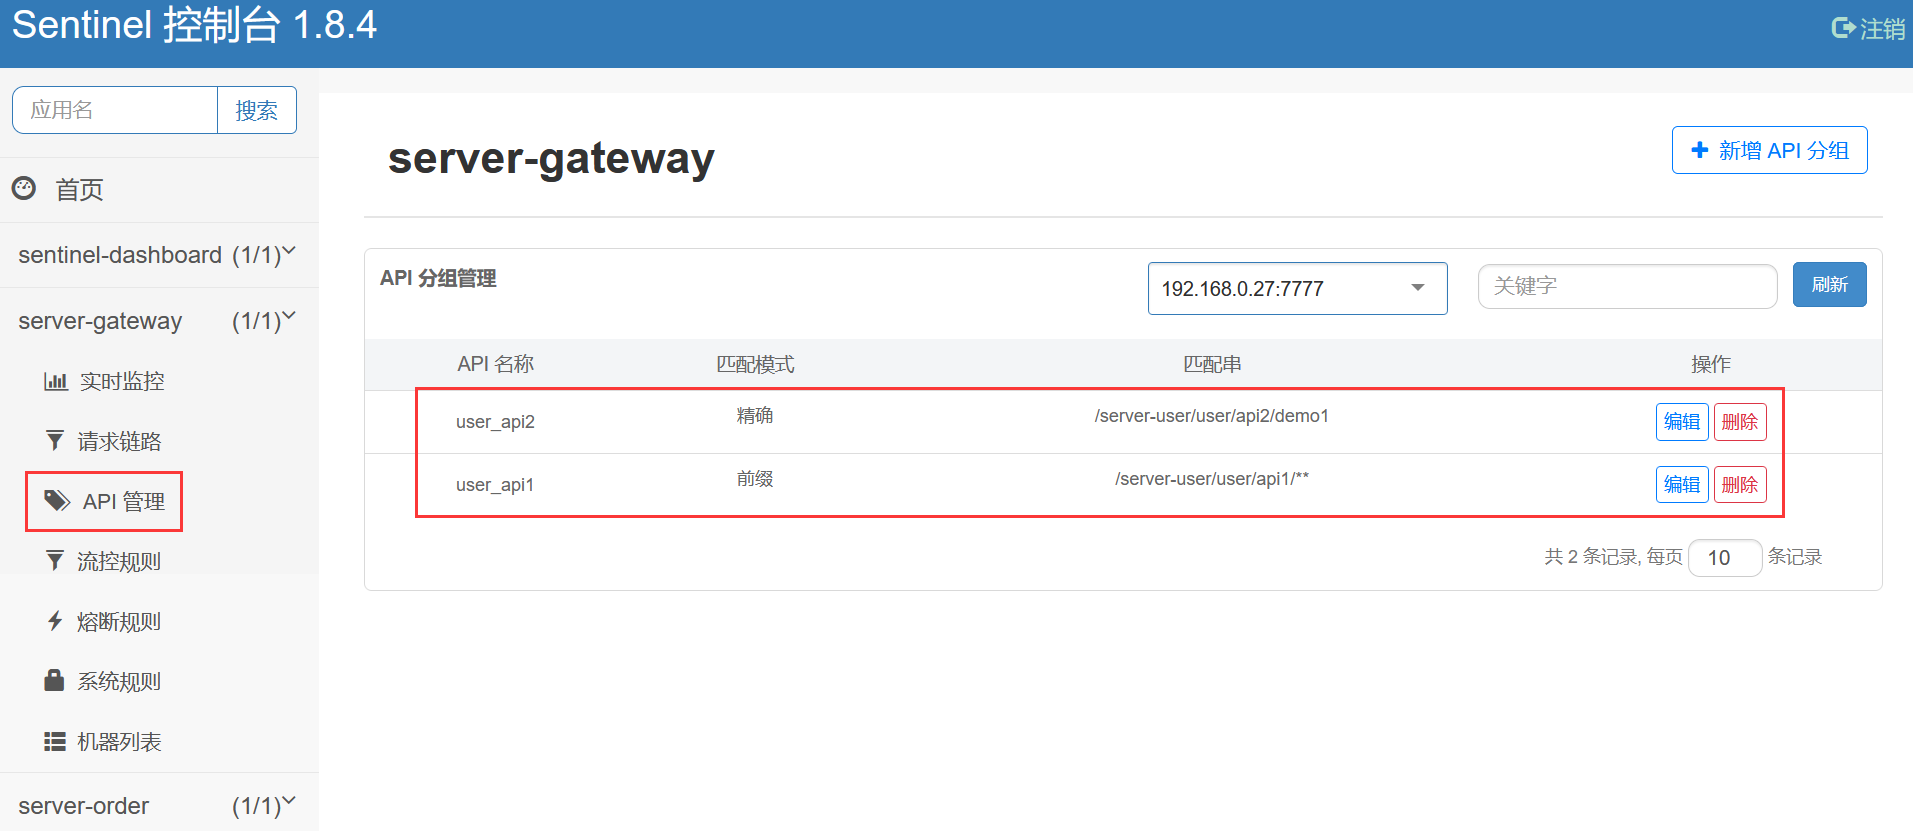 Sentinel 控制台 1.8.4
注销
应用名
搜索
首页
sentinel-dashboard (1/1)
server-gateway (1/1)
实时监控
请求链路
API 管理
流控规则
熔断规则
系统规则
机器列表
server-order (1/1)
server-gateway
新增 API 分组
API 分组管理
192.168.0.27:7777
关键字
刷新
API 名称 匹配模式 匹配串 操作
user_api2 精确 /server-user/user/api2/demo1 编辑 删除
user_api1 前缀 /server-user/user/api1/** 编辑 删除
共 2 条记录, 每页 10 条记录